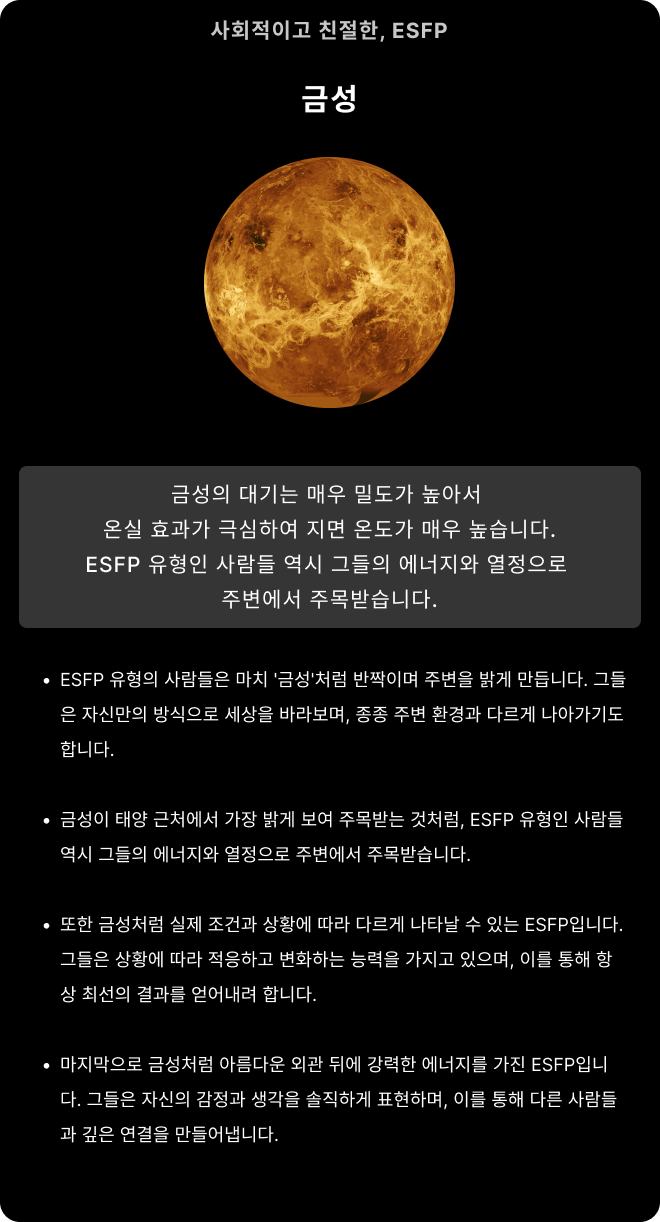 사회적이고 친절한, ESFP
금성
금성의 대기는 매우 밀도가 높아서
온실 효과가 극심하여 지면 온도가 매우 높습니다.
ESFP 유형인 사람들 역시 그들의 에너지와 열정으로
주변에서 주목받습니다.
• ESFP 유형의 사람들은 마치 '금성'처럼 반짝이며 주변을 밝게 만듭니다. 그들
은 자신만의 방식으로 세상을 바라보며, 종종 주변 환경과 다르게 나아가기도
합니다.
• 금성이 태양 근처에서 가장 밝게 보여 주목받는 것처럼, ESFP 유형인 사람들
역시 그들의 에너지와 열정으로 주변에서 주목받습니다.
• 또한 금성처럼 실제 조건과 상황에 따라 다르게 나타날 수 있는 ESFP입니다.
그들은 상황에 따라 적응하고 변화하는 능력을 가지고 있으며, 이를 통해 항
상 최선의 결과를 얻어내려 합니다.
• 마지막으로 금성처럼 아름다운 외관 뒤에 강력한 에너지를 가진 ESFP입니
다. 그들은 자신의 감정과 생각을 솔직하게 표현하며, 이를 통해 다른 사람들
과 깊은 연결을 만들어냅니다.